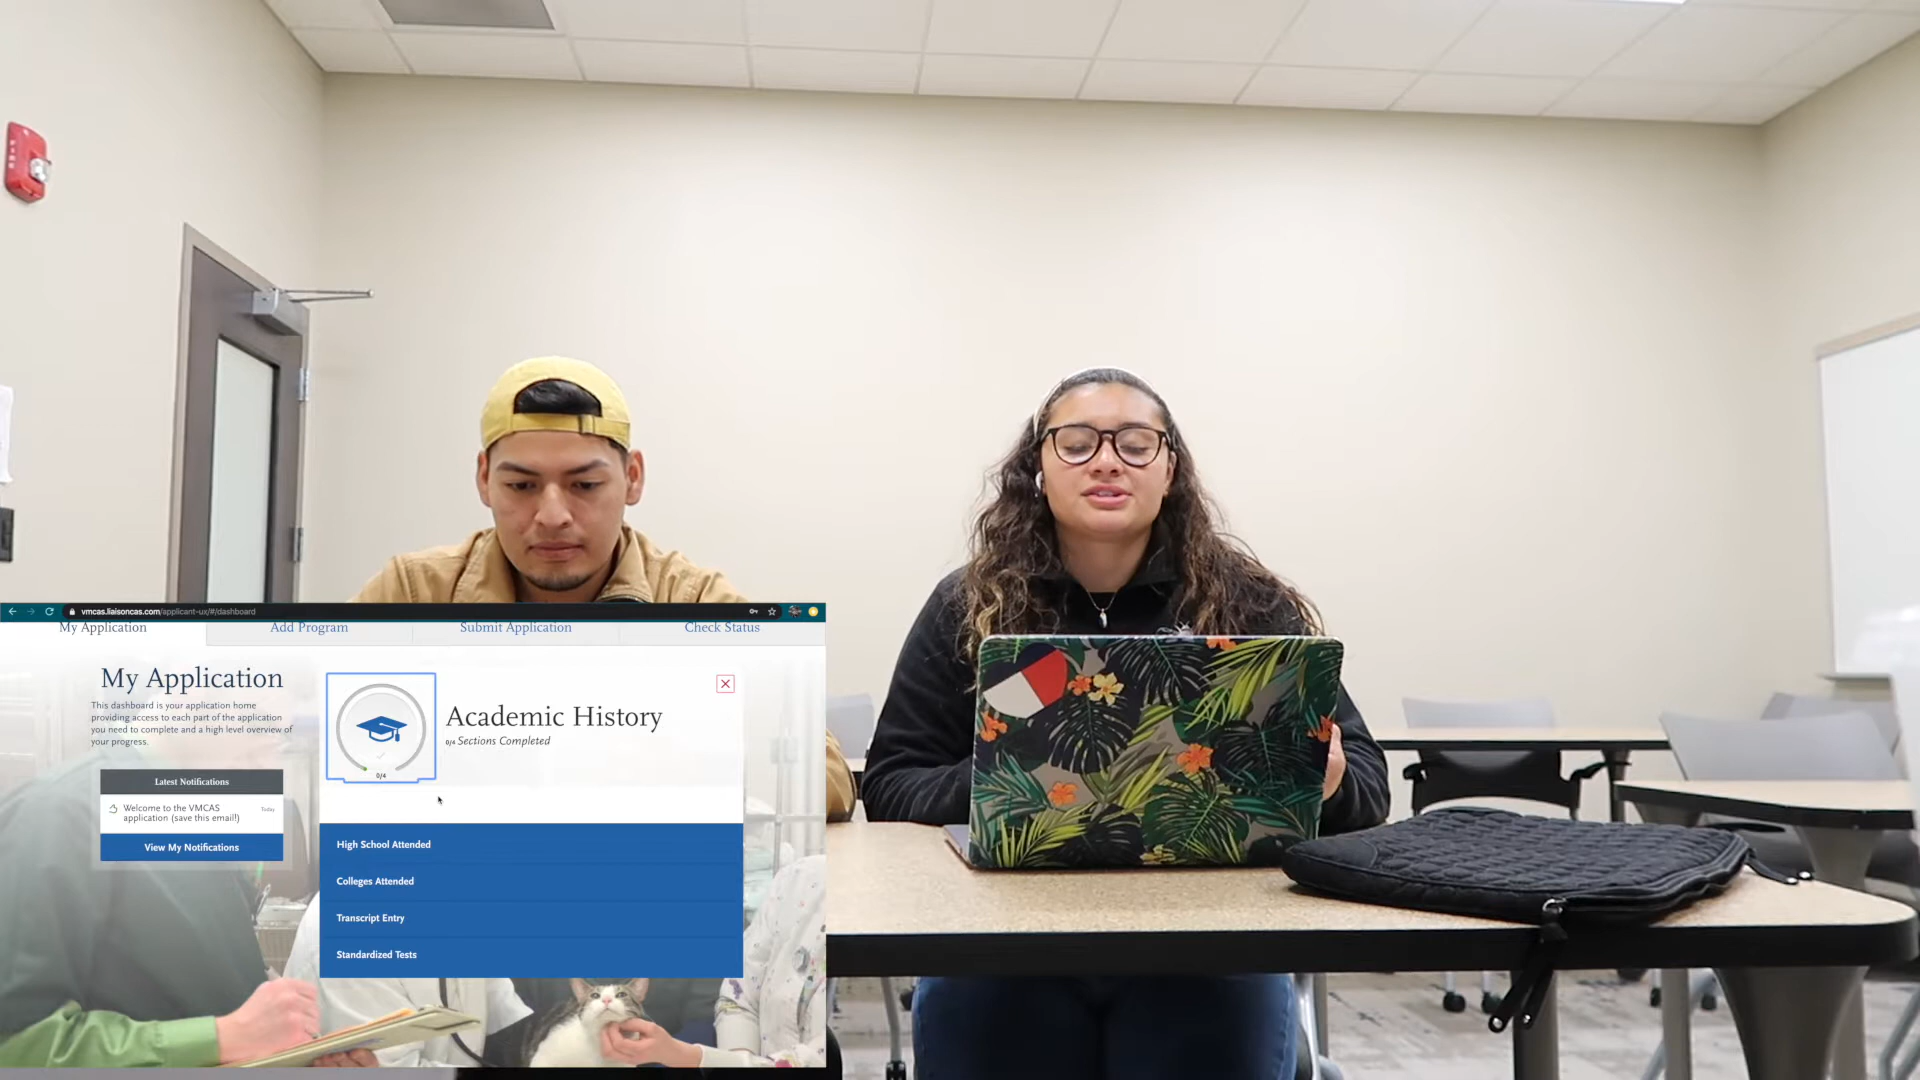 vmcas.liaisoncas.com/applicant-ux/#/dashboard
My Application
Add Program
Submit Application
Check Status
My Application
This dashboard is your application home
providing access to each part of the application
you need to complete and a high level overview of
your progress.
Latest Notifications
Welcome to the VMCAS
application (save this email!)
Today
View My Notifications
0/4
Academic History
0/4 Sections Completed
High School Attended
Colleges Attended
Transcript Entry
Standardized Tests